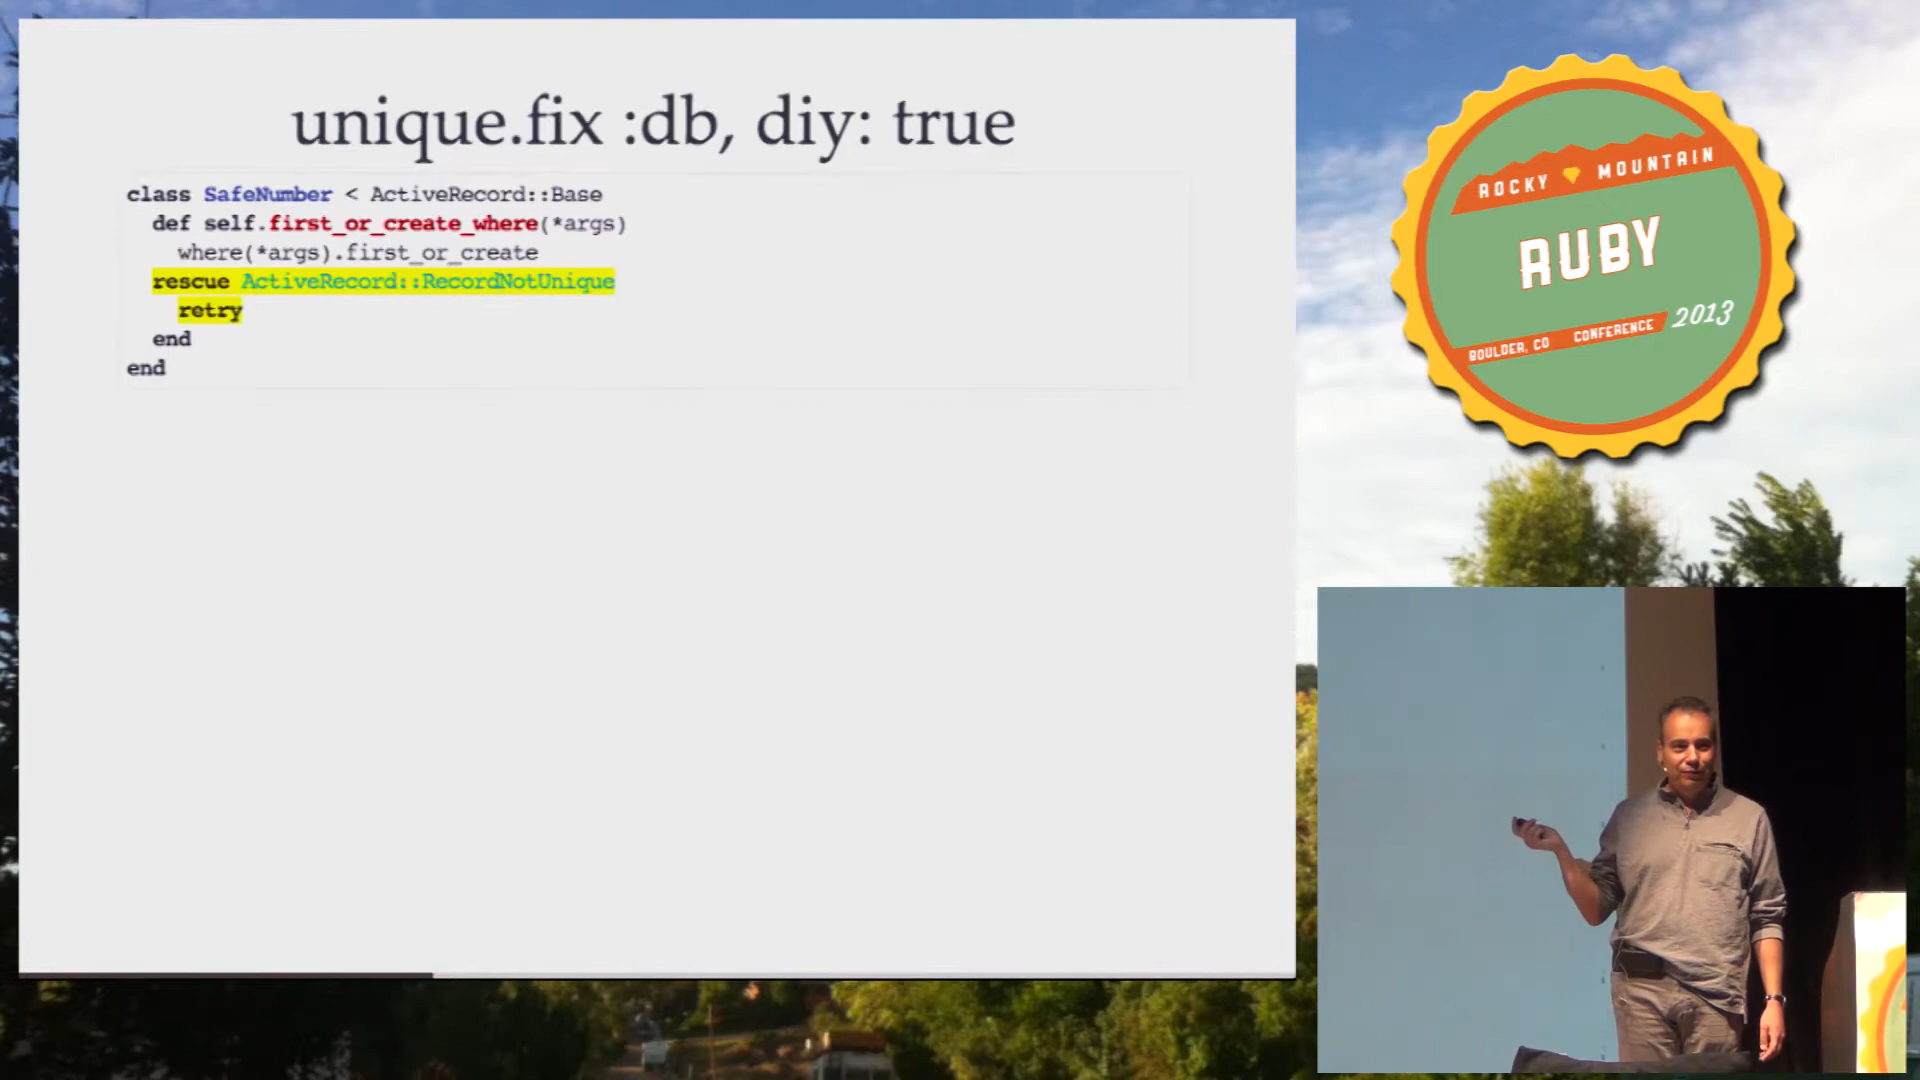 unique.fix :db, diy: true
class SafeNumber < ActiveRecord::Base
def self.first_or_create_where(*args)
where(*args).first_or_create
rescue ActiveRecord::RecordNotUnique
retry
end
end
ROCKY MOUNTAIN
RUBY
BOULDER, CO CONFERENCE 2013